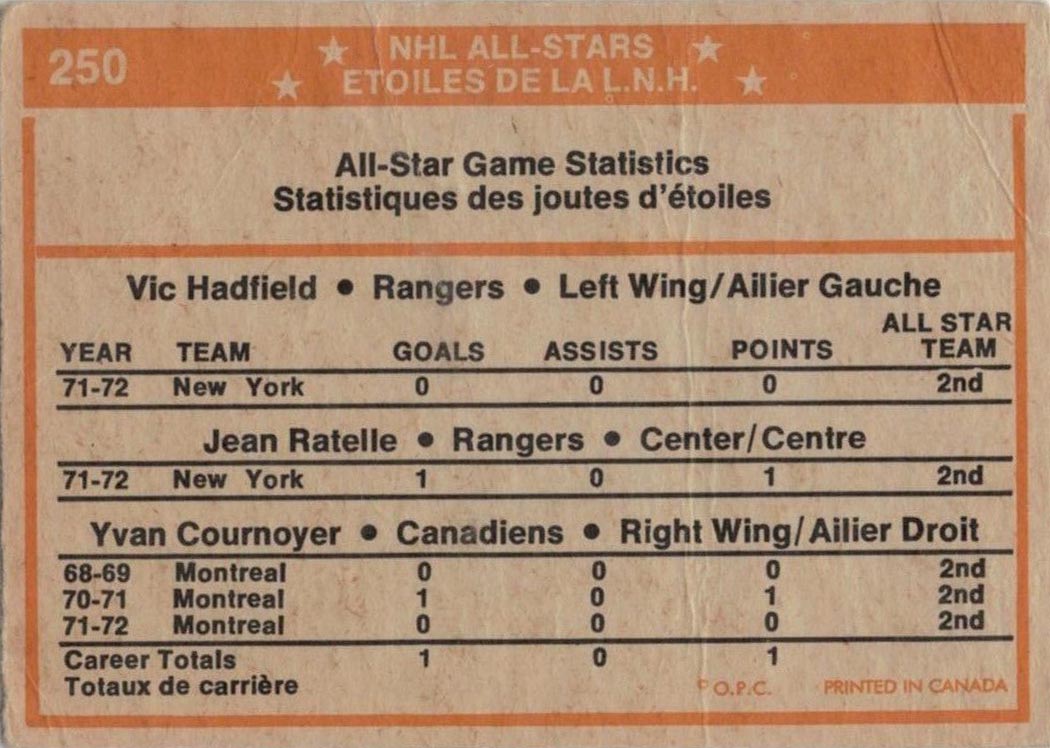 250
NHL ALL-STARS
ETOILES DE LA L.N.H.
All-Star Game Statistics
Statistiques des joutes d'étoiles
Vic Hadfield • Rangers • Left Wing/Ailier Gauche
YEAR TEAM GOALS ASSISTS POINTS ALL STAR TEAM
71-72 New York 0 0 0 2nd
Jean Ratelle • Rangers • Center/Centre
71-72 New York 1 0 1 2nd
Yvan Cournoyer • Canadiens • Right Wing/Ailier Droit
68-69 Montreal 0 0 0 2nd
70-71 Montreal 1 0 1 2nd
71-72 Montreal 0 0 0 2nd
Career Totals 1 0 1
Totaux de carrière
© O.P.C. PRINTED IN CANADA